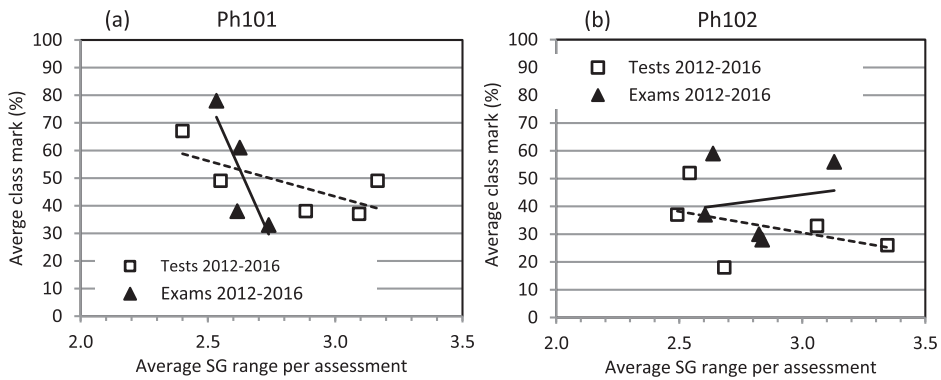 (a) Ph101
100
90
80
70
60
50
40
30
20
10
0
Averge class mark (%)
Tests 2012-2016
Exams 2012-2016
2.0 2.5 3.0 3.5
Average SG range per assessment
(b) Ph102
100
90
80
70
60
50
40
30
20
10
0
Average class mark (%)
Tests 2012-2016
Exams 2012-2016
2.0 2.5 3.0 3.5
Average SG range per assessment